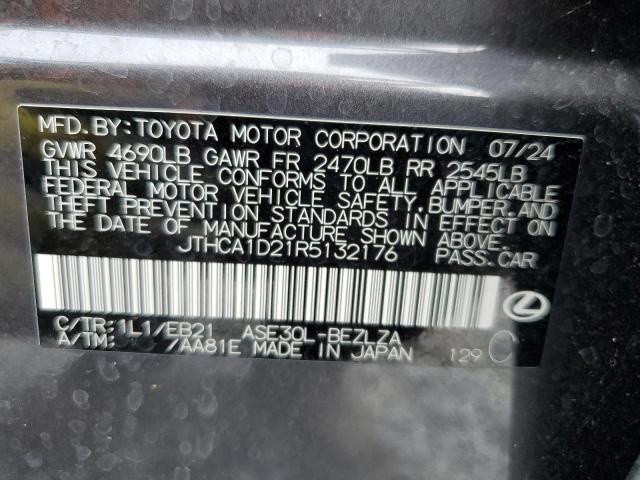 MFD. BY:TOYOTA MOTOR CORPORATION 07/24
GVWR 4690LB GAWR FR 2470LB RR 2545LB
THIS VEHICLE CONFORMS TO ALL APPLICABLE
FEDERAL MOTOR VEHICLE SAFETY, BUMPER, AND
THEFT PREVENTION STANDARDS IN EFFECT ON
THE DATE OF MANUFACTURE SHOWN ABOVE.
JTHCA1D21R5132176 PASS.CAR
C/TR:1L1/EB21 ASE30L-BEZLZA
A/TM: /AA81E MADE IN JAPAN 129 C